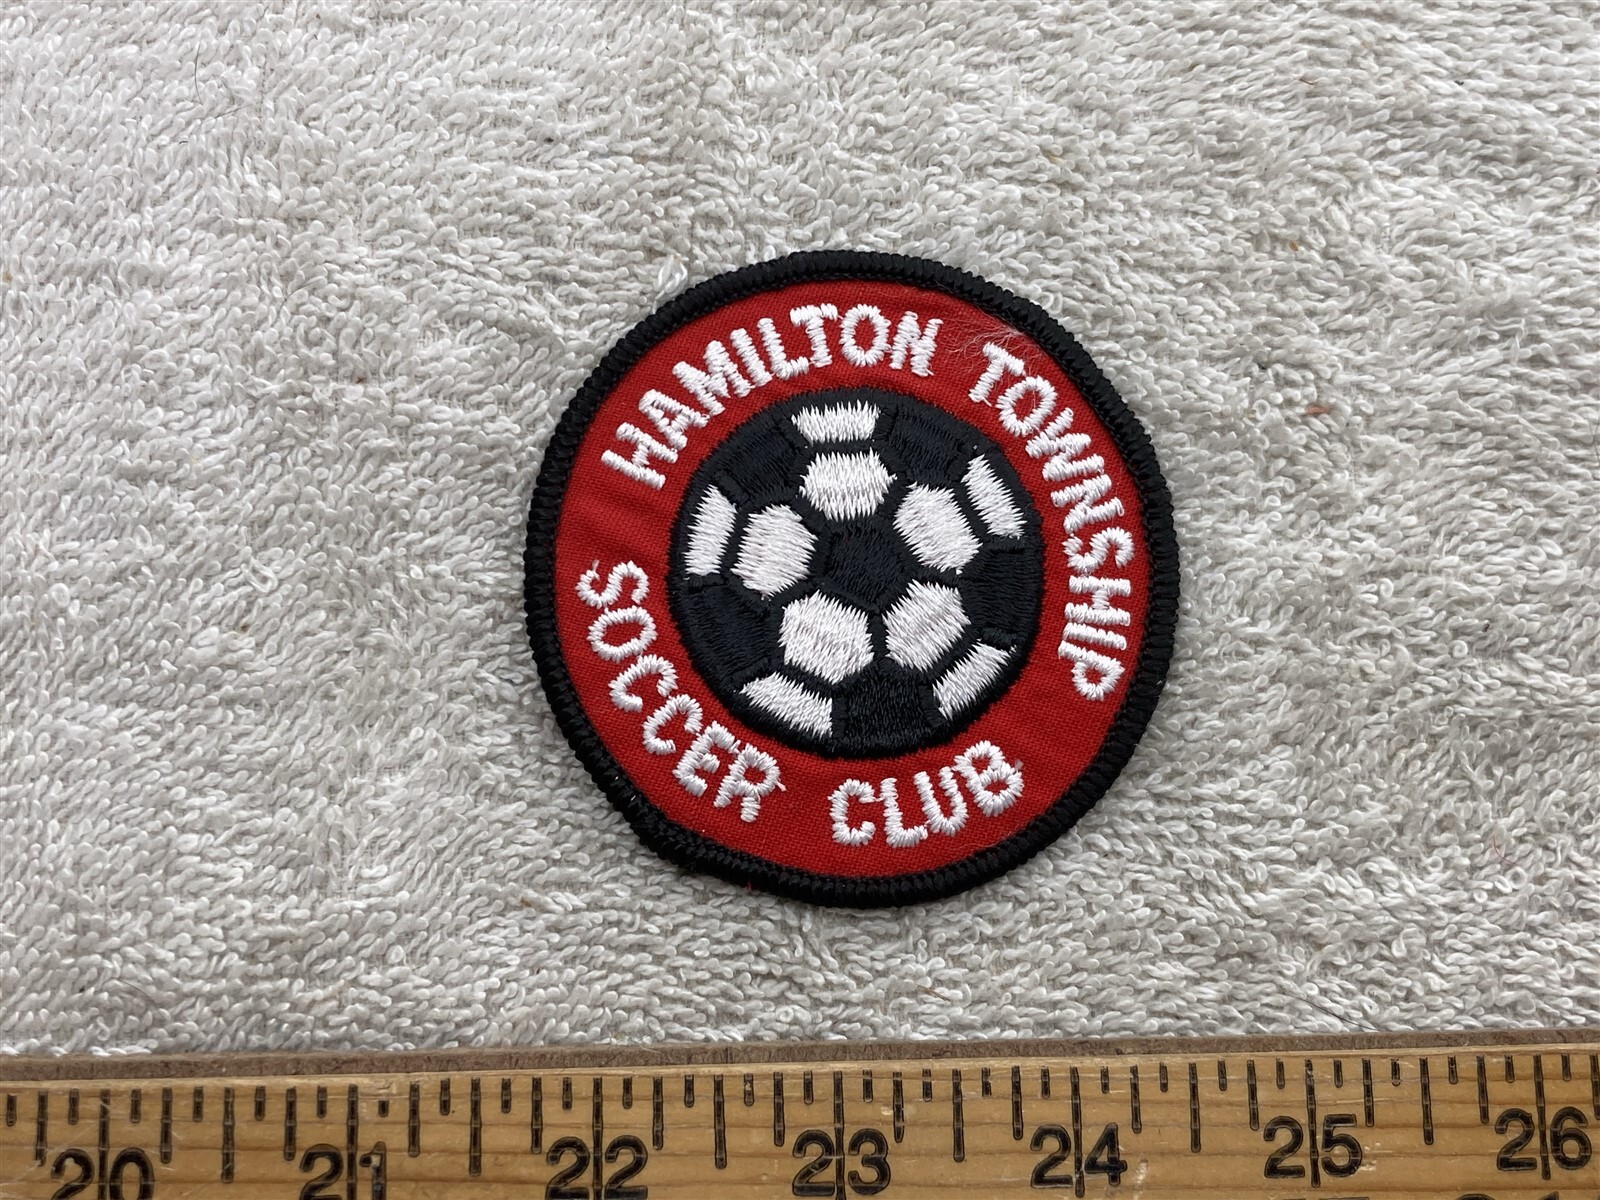 HAMILTON TOWNSHIP
SOCCER CLUB
20 21 22 23 24 25 26